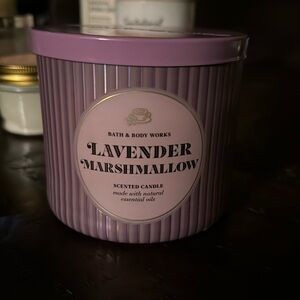 BATH & BODY WORKS
LAVENDER
MARSHMALLOW
SCENTED CANDLE
made with natural
essential oils